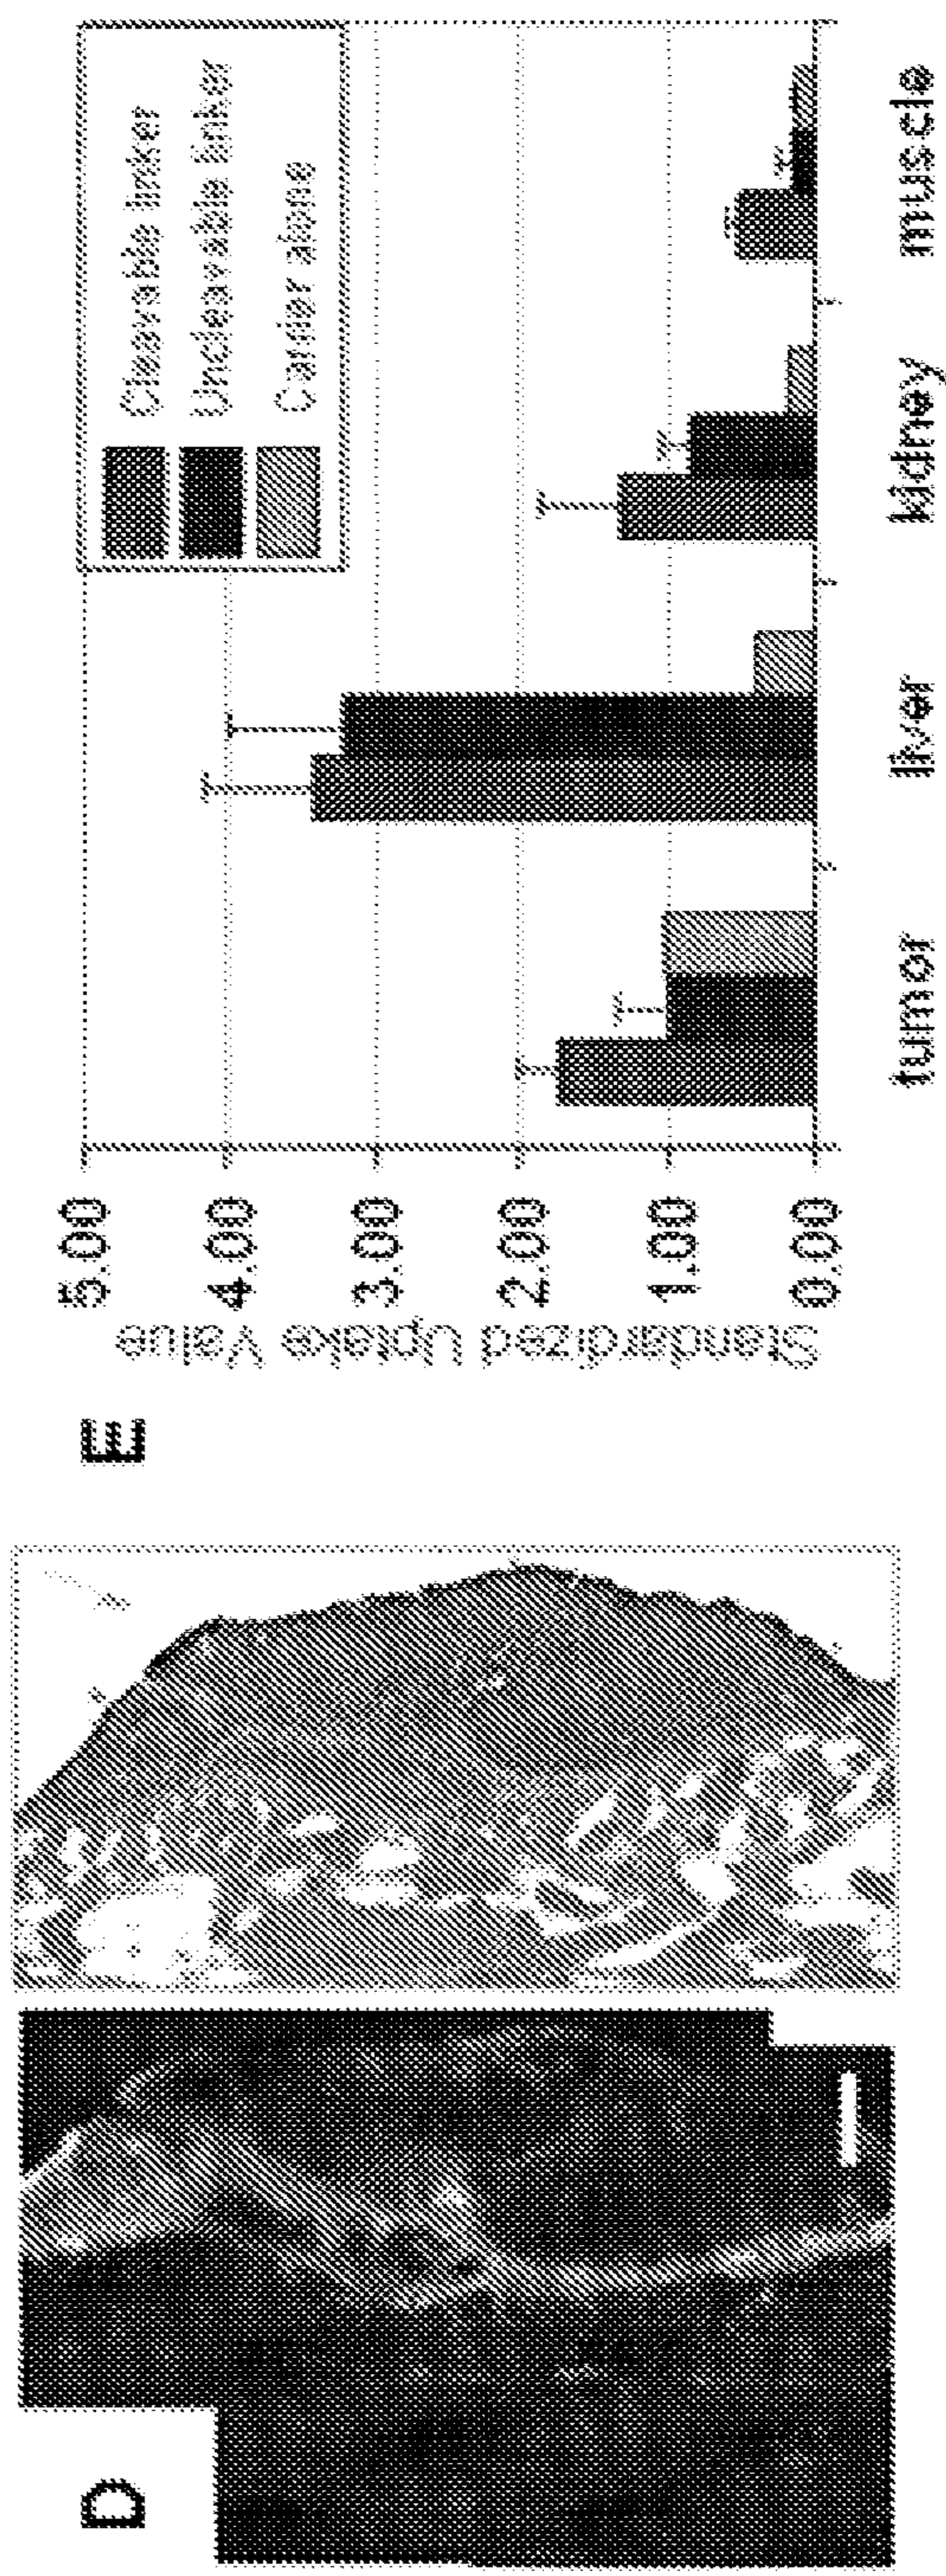 D
E
Standardized Uptake Value
5.00
4.00
3.00
2.00
1.00
0.00
Cleavable linker
Uncleavable linker
Carrier alone
tumor
liver
kidney
muscle